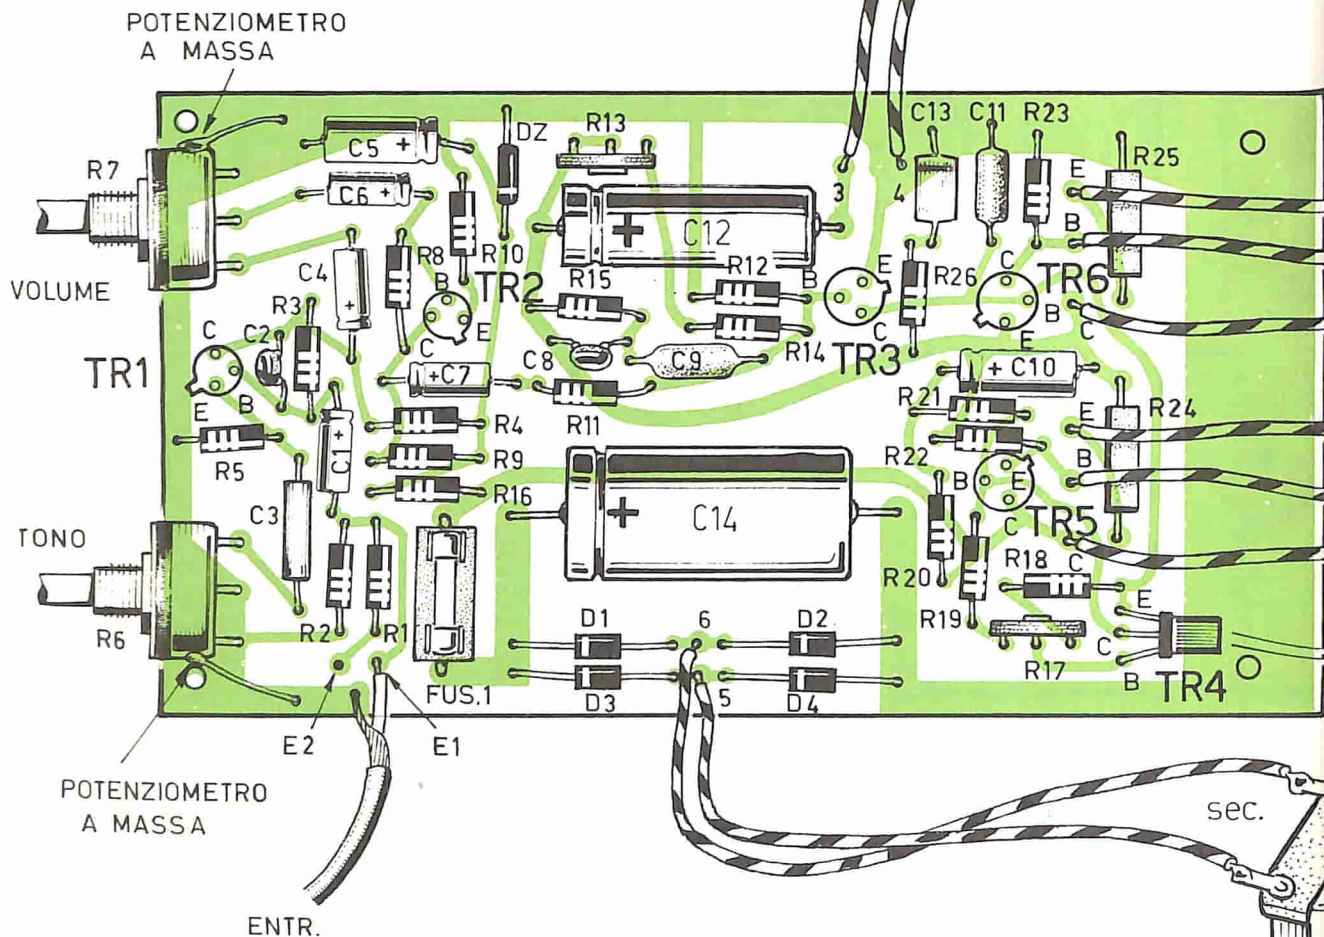 POTENZIOMETRO
A MASSA
R7
VOLUME
C5 +
C6 +
DZ
R13
3
4
C13
C11
R23
E
R25
B
R10
R8
C4
+
R3
C2
C
TR1
E
B
R5
B
TR2
E
C
+ C12
R15
R12
B
E
C
R14
TR3
R26
C
TR6
B
E
C
C8
C9
+ C7
R11
C1 +
R4
R9
R16
+ C10
R21
R22
B
E
C
TR5
E
R24
B
C
C3
+ C14
TONO
R6
R2
R1
FUS.1
D1
6
D2
D3
5
D4
R20
R19
R18
R17
E
C
B
TR4
E2
E1
POTENZIOMETRO
A MASSA
ENTR.
sec.